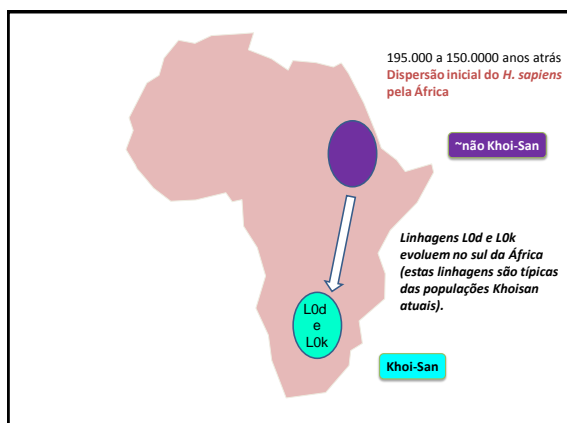 195.000 a 150.0000 anos atrás
Dispersão inicial do H. sapiens
pela África
~não Khoi-San
Linhagens L0d e L0k
evoluem no sul da África
(estas linhagens são típicas
das populações Khoisan
atuais).
L0d
e
L0k
Khoi-San